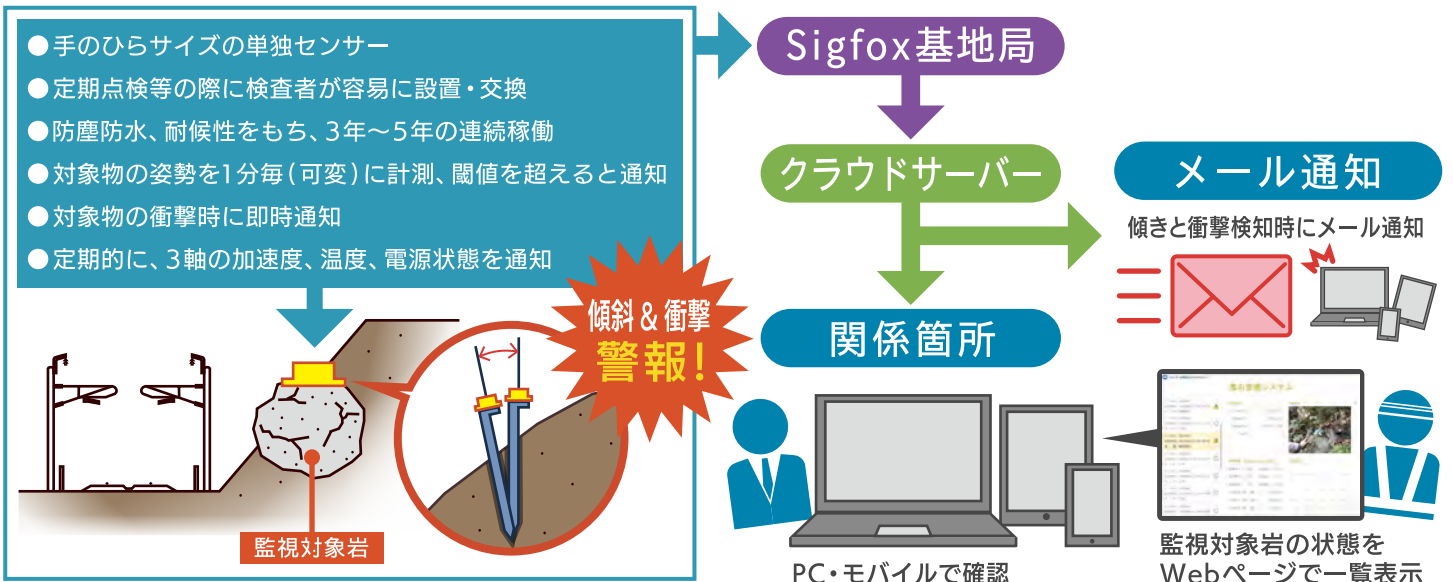 ●手のひらサイズの単独センサー
●定期点検等の際に検査者が容易に設置・交換
●防塵防水、耐候性をもち、3年～5年の連続稼働
●対象物の姿勢を1分毎(可変)に計測、閾値を超えると通知
●対象物の衝撃時に即時通知
●定期的に、3軸の加速度、温度、電源状態を通知
傾斜&衝撃
警報!
監視対象岩
Sigfox基地局
クラウドサーバー
関係箇所
PC・モバイルで確認
メール通知
傾きと衝撃検知時にメール通知
監視対象岩の状態を
Webページで一覧表示